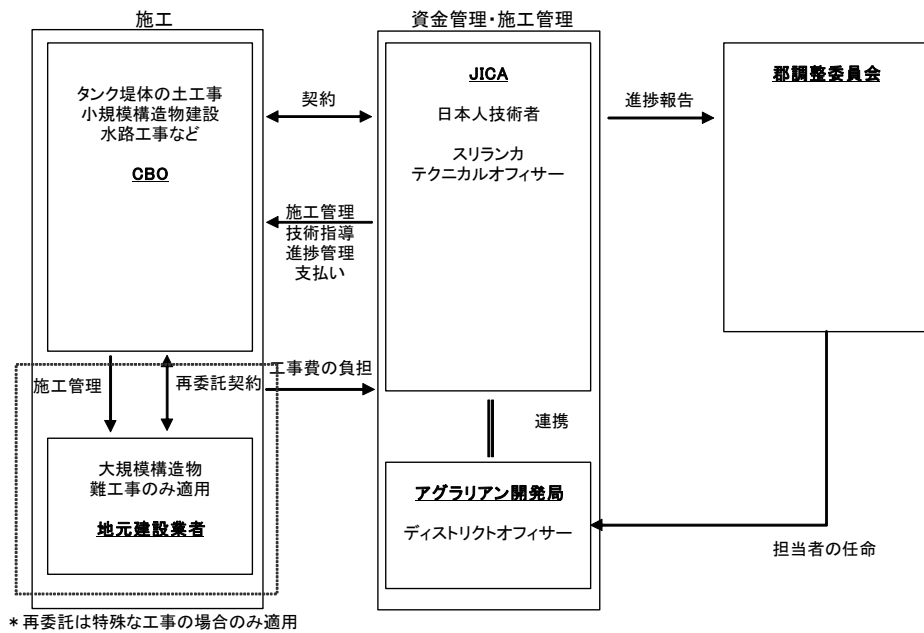 施工
資金管理・施工管理
タンク堤体の土工事
小規模構造物建設
水路工事など
CBO
契約
JICA
日本人技術者
スリランカ
テクニカルオフィサー
進捗報告
郡調整委員会
施工管理
技術指導
進捗管理
支払い
施工管理
再委託契約
工事費の負担
連携
大規模構造物
難工事のみ適用
地元建設業者
アグラリアン開発局
ディストリクトオフィサー
担当者の任命
＊再委託は特殊な工事の場合のみ適用